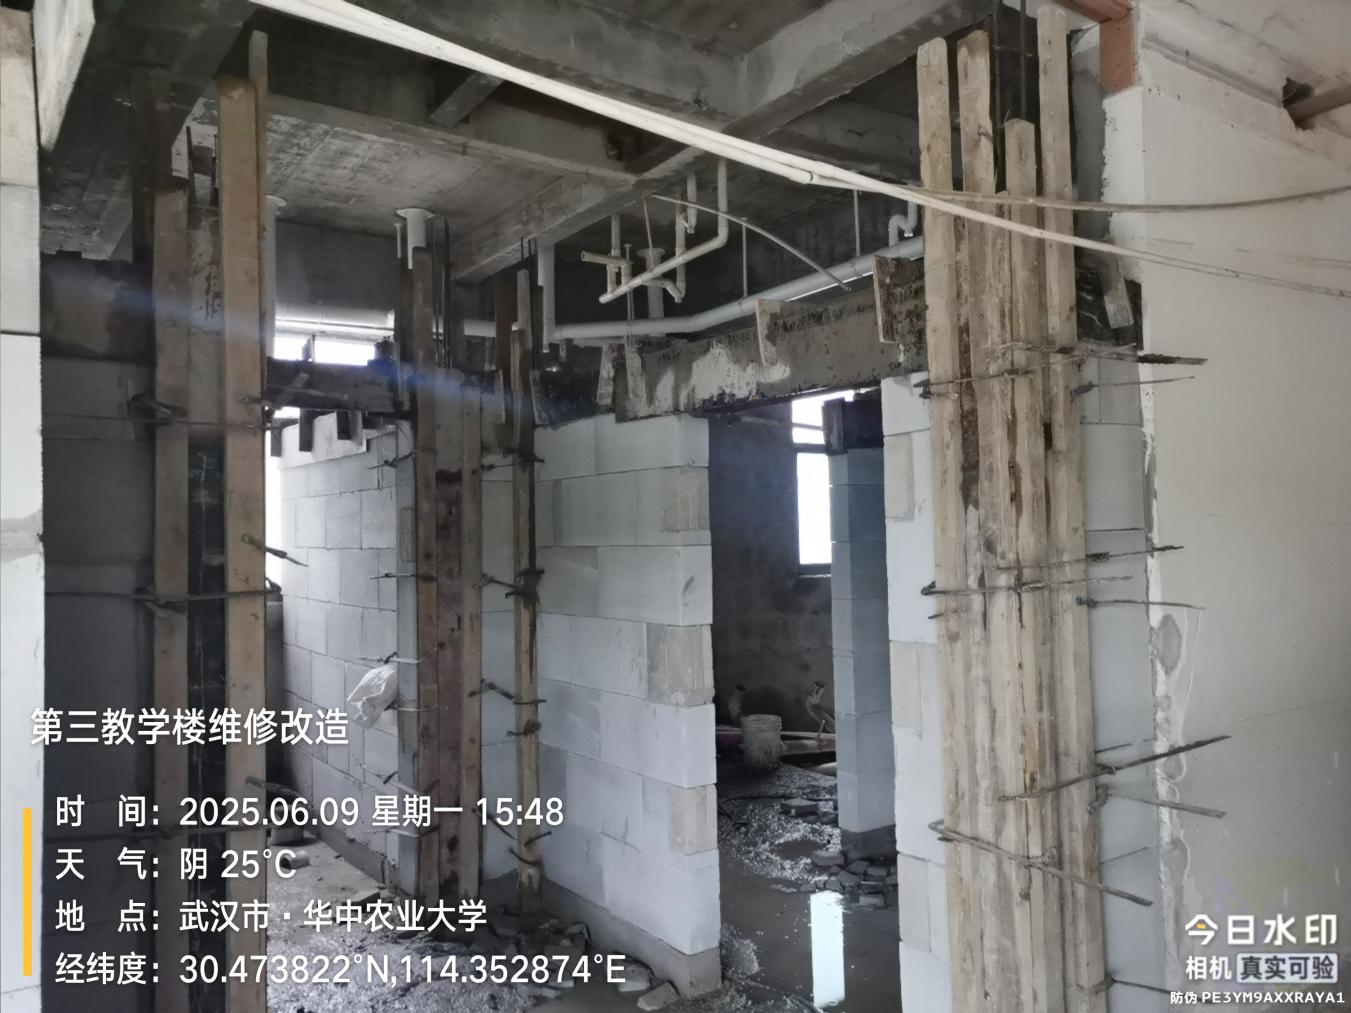 第三教学楼维修改造
时 间：2025.06.09 星期一 15:48
天 气：阴 25℃
地 点：武汉市·华中农业大学
经纬度：30.473822°N,114.352874°E
今日水印
相机 真实可验
防伪 PE3YM9AXXRAYA1